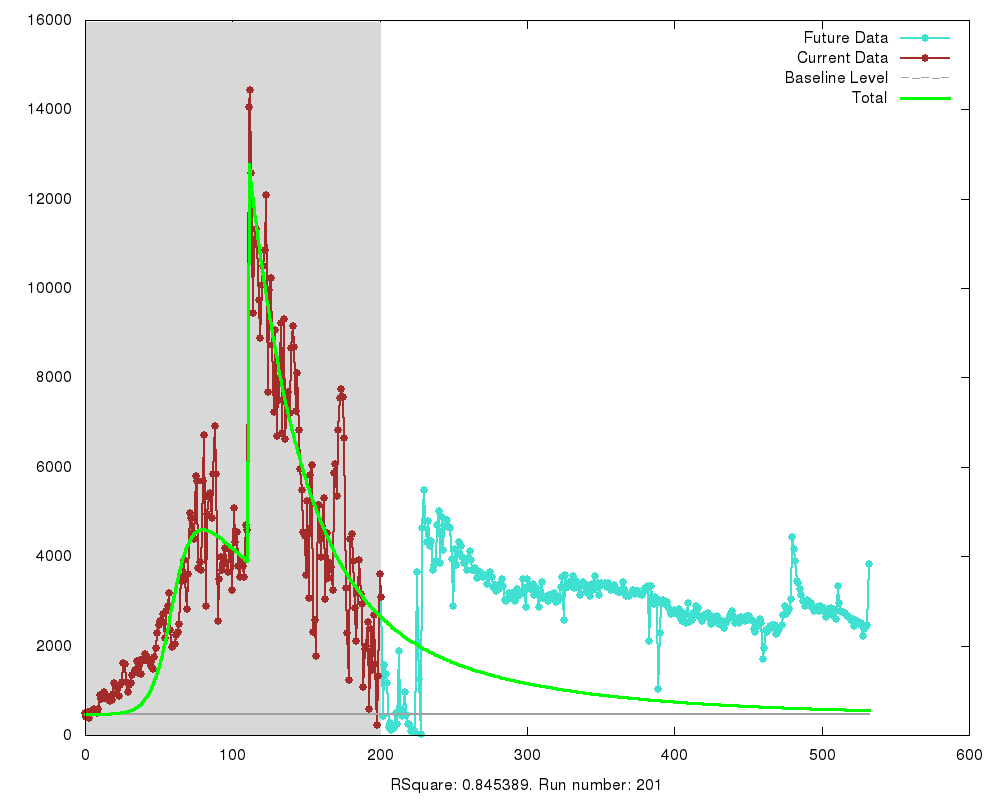 16000
14000
12000
10000
8000
6000
4000
2000
0
Future Data
Current Data
Baseline Level
Total
0 100 200 300 400 500 600
RSquare: 0.845389. Run number: 201